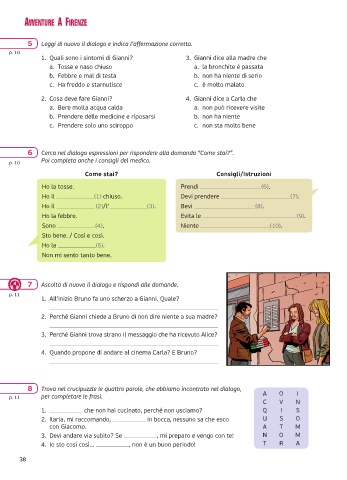 AVVENTURE A FIRENZE
5 Leggi di nuovo il dialogo e indica l'affermazione corretta.
p. 10
1. Quali sono i sintomi di Gianni?
a. Tosse e naso chiuso
b. Febbre e mal di testa
c. Ha freddo e starnutisce
2. Cosa deve fare Gianni?
a. Bere molta acqua calda
b. Prendere delle medicine e riposarsi
c. Prendere solo uno sciroppo
3. Gianni dice alla madre che
a. la bronchite è passata
b. non ha niente di serio
c. è molto malato
4. Gianni dice a Carla che
a. non può ricevere visite
b. non ha niente
c. non sta molto bene
6 Cerca nel dialogo espressioni per rispondere alla domanda "Come stai?".
p. 10 Poi completa anche i consigli del medico.
Come stai?
Ho la tosse.
Ho il (1) chiuso.
Ho il (2)/l' (3).
Ho la febbre.
Sono (4).
Sto bene. / Così e così.
Ho la (5).
Non mi sento tanto bene.
Consigli/Istruzioni
Prendi (6).
Devi prendere (7).
Bevi (8).
Evita le (9).
Niente (10).
7 Ascolta di nuovo il dialogo e rispondi alle domande.
p. 11
1. All'inizio Bruno fa uno scherzo a Gianni. Quale?
2. Perché Gianni chiede a Bruno di non dire niente a sua madre?
3. Perché Gianni trova strano il messaggio che ha ricevuto Alice?
4. Quando propone di andare al cinema Carla? E Bruno?
8 Trova nel crucipuzzle le quattro parole, che abbiamo incontrato nel dialogo,
p. 11 per completare le frasi.
1. che non hai cucinato, perché non usciamo?
2. Ilaria, mi raccomando, in bocca, nessuno sa che esco
con Giacomo.
3. Devi andare via subito? Se , mi preparo e vengo con te!
4. Io sto così così... , non è un buon periodo!
A O I
C V N
Q I S
U S O
A T M
N O M
T R A
38